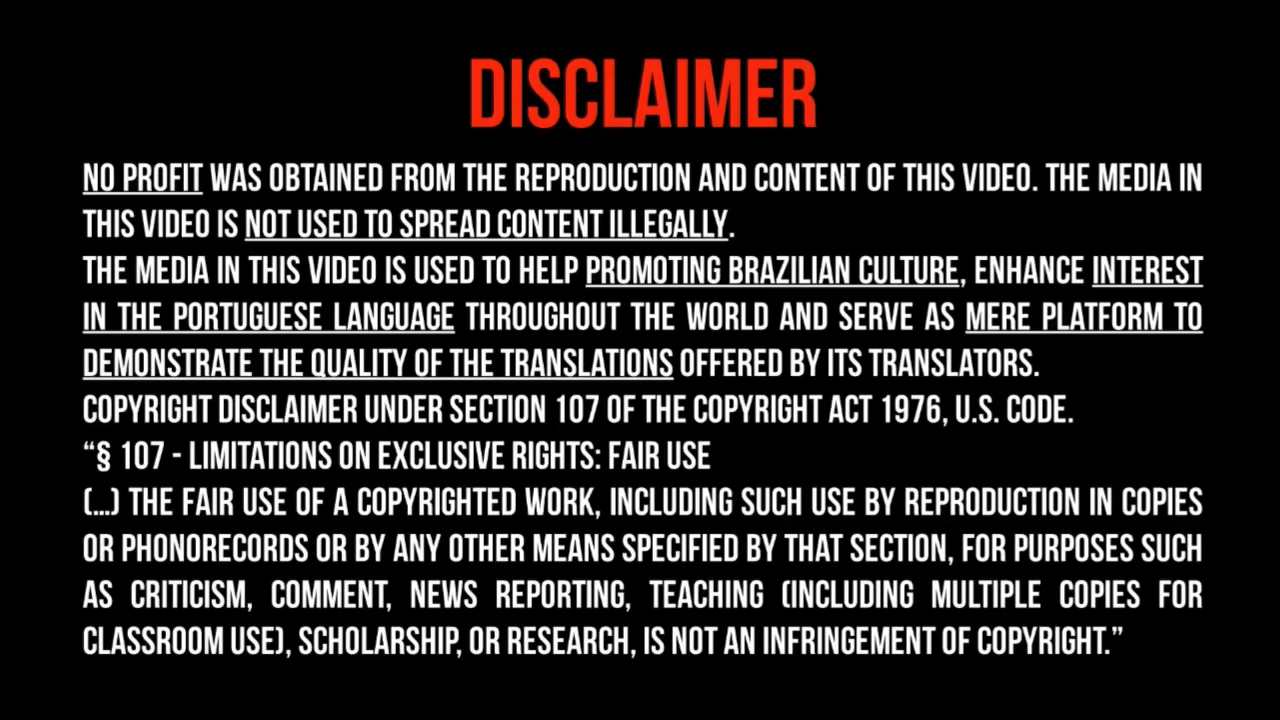 DISCLAIMER
NO PROFIT WAS OBTAINED FROM THE REPRODUCTION AND CONTENT OF THIS VIDEO. THE MEDIA IN
THIS VIDEO IS NOT USED TO SPREAD CONTENT ILLEGALLY.
THE MEDIA IN THIS VIDEO IS USED TO HELP PROMOTING BRAZILIAN CULTURE, ENHANCE INTEREST
IN THE PORTUGUESE LANGUAGE THROUGHOUT THE WORLD AND SERVE AS MERE PLATFORM TO
DEMONSTRATE THE QUALITY OF THE TRANSLATIONS OFFERED BY ITS TRANSLATORS.
COPYRIGHT DISCLAIMER UNDER SECTION 107 OF THE COPYRIGHT ACT 1976, U.S. CODE.
“§ 107 - LIMITATIONS ON EXCLUSIVE RIGHTS: FAIR USE
(...) THE FAIR USE OF A COPYRIGHTED WORK, INCLUDING SUCH USE BY REPRODUCTION IN COPIES
OR PHONORECORDS OR BY ANY OTHER MEANS SPECIFIED BY THAT SECTION, FOR PURPOSES SUCH
AS CRITICISM, COMMENT, NEWS REPORTING, TEACHING (INCLUDING MULTIPLE COPIES FOR
CLASSROOM USE), SCHOLARSHIP, OR RESEARCH, IS NOT AN INFRINGEMENT OF COPYRIGHT.”